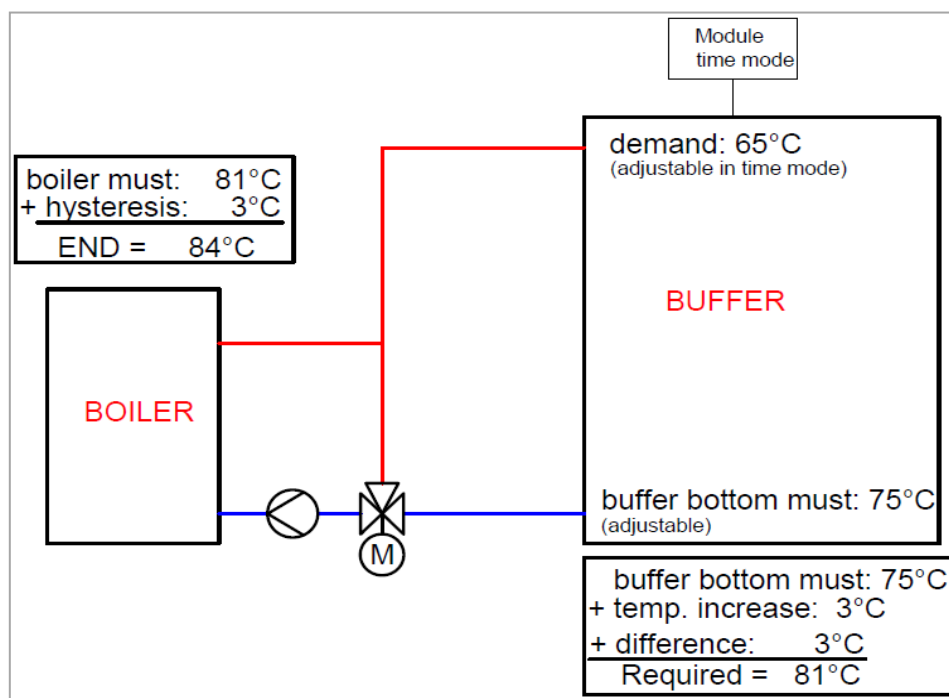 Module
time mode
demand: 65°C
(adjustable in time mode)
boiler must: 81°C
+ hysteresis: 3°C
END = 84°C
BUFFER
BOILER
buffer bottom must: 75°C
(adjustable)
M
buffer bottom must: 75°C
+ temp. increase: 3°C
+ difference: 3°C
Required = 81°C